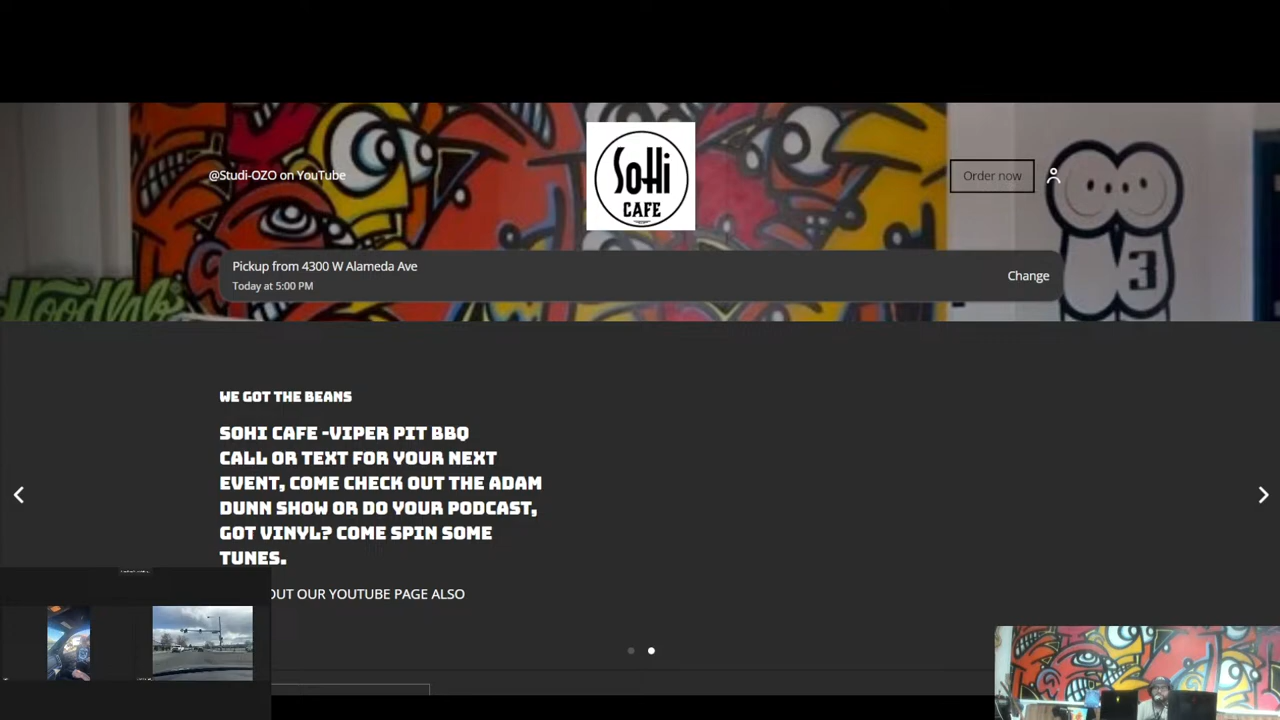 @Studi-OZO on YouTube
SoHi
CAFE
Order now
Pickup from 4300 W Alameda Ave
Today at 5:00 PM
Change
Hoodlab
3
WE GOT THE BEANS
SOHI CAFE -VIPER PIT BBQ
CALL OR TEXT FOR YOUR NEXT
EVENT, COME CHECK OUT THE ADAM
DUNN SHOW OR DO YOUR PODCAST,
GOT VINYL? COME SPIN SOME
TUNES.
OUT OUR YOUTUBE PAGE ALSO